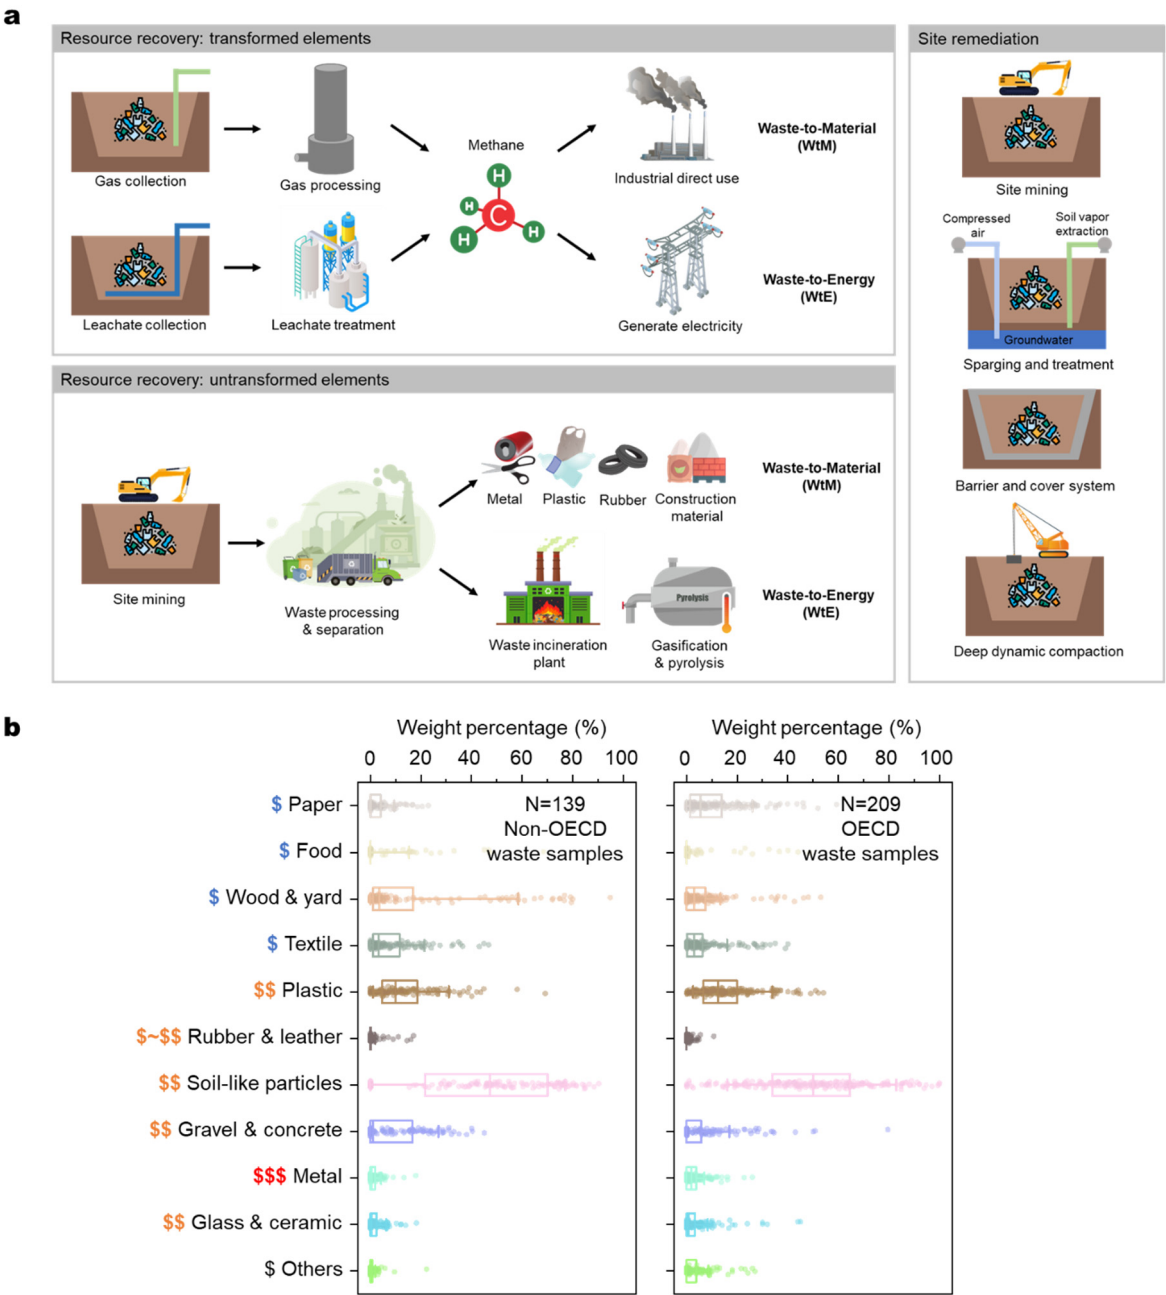 a
Resource recovery: transformed elements
Gas collection
Gas processing
Leachate collection
Leachate treatment
Methane
H
H
C
H
H
Industrial direct use
Waste-to-Material
(WtM)
Generate electricity
Waste-to-Energy
(WtE)
Resource recovery: untransformed elements
Site mining
Waste processing
& separation
Metal
Plastic
Rubber
Construction
material
Waste-to-Material
(WtM)
Waste incineration
plant
Pyrolysis
Gasification
& pyrolysis
Waste-to-Energy
(WtE)
Site remediation
Site mining
Compressed
air
Soil vapor
extraction
Groundwater
Sparging and treatment
Barrier and cover system
Deep dynamic compaction
b
Weight percentage (%)
0 20 40 60 80 100
N=139
Non-OECD
waste samples
Weight percentage (%)
0 20 40 60 80 100
N=209
OECD
waste samples
$ Paper
$ Food
$ Wood & yard
$ Textile
$$ Plastic
$~$$ Rubber & leather
$$ Soil-like particles
$$ Gravel & concrete
$$$ Metal
$$ Glass & ceramic
$ Others